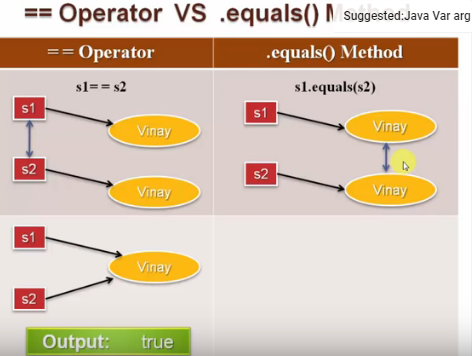 == Operator VS .equals()
Suggested:Java Var arg
== Operator
.equals() Method
s1== s2
s1.equals(s2)
s1
Vinay
s2
Vinay
s1
Vinay
s2
Vinay
s1
Vinay
s2
Output: true